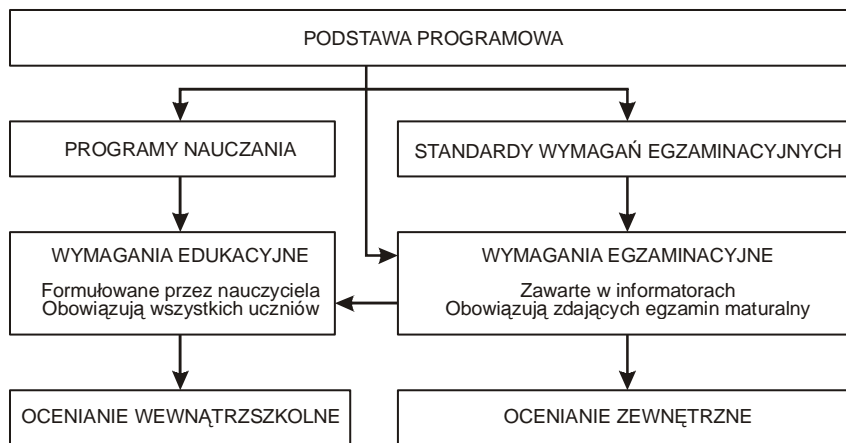 PODSTAWA PROGRAMOWA
PROGRAMY NAUCZANIA
STANDARDY WYMAGAŃ EGZAMINACYJNYCH
WYMAGANIA EDUKACYJNE
Formułowane przez nauczyciela
Obowiązują wszystkich uczniów
WYMAGANIA EGZAMINACYJNE
Zawarte w informatorach
Obowiązują zdających egzamin maturalny
OCENIANIE WEWNĄTRZSZKOLNE
OCENIANIE ZEWNĘTRZNE